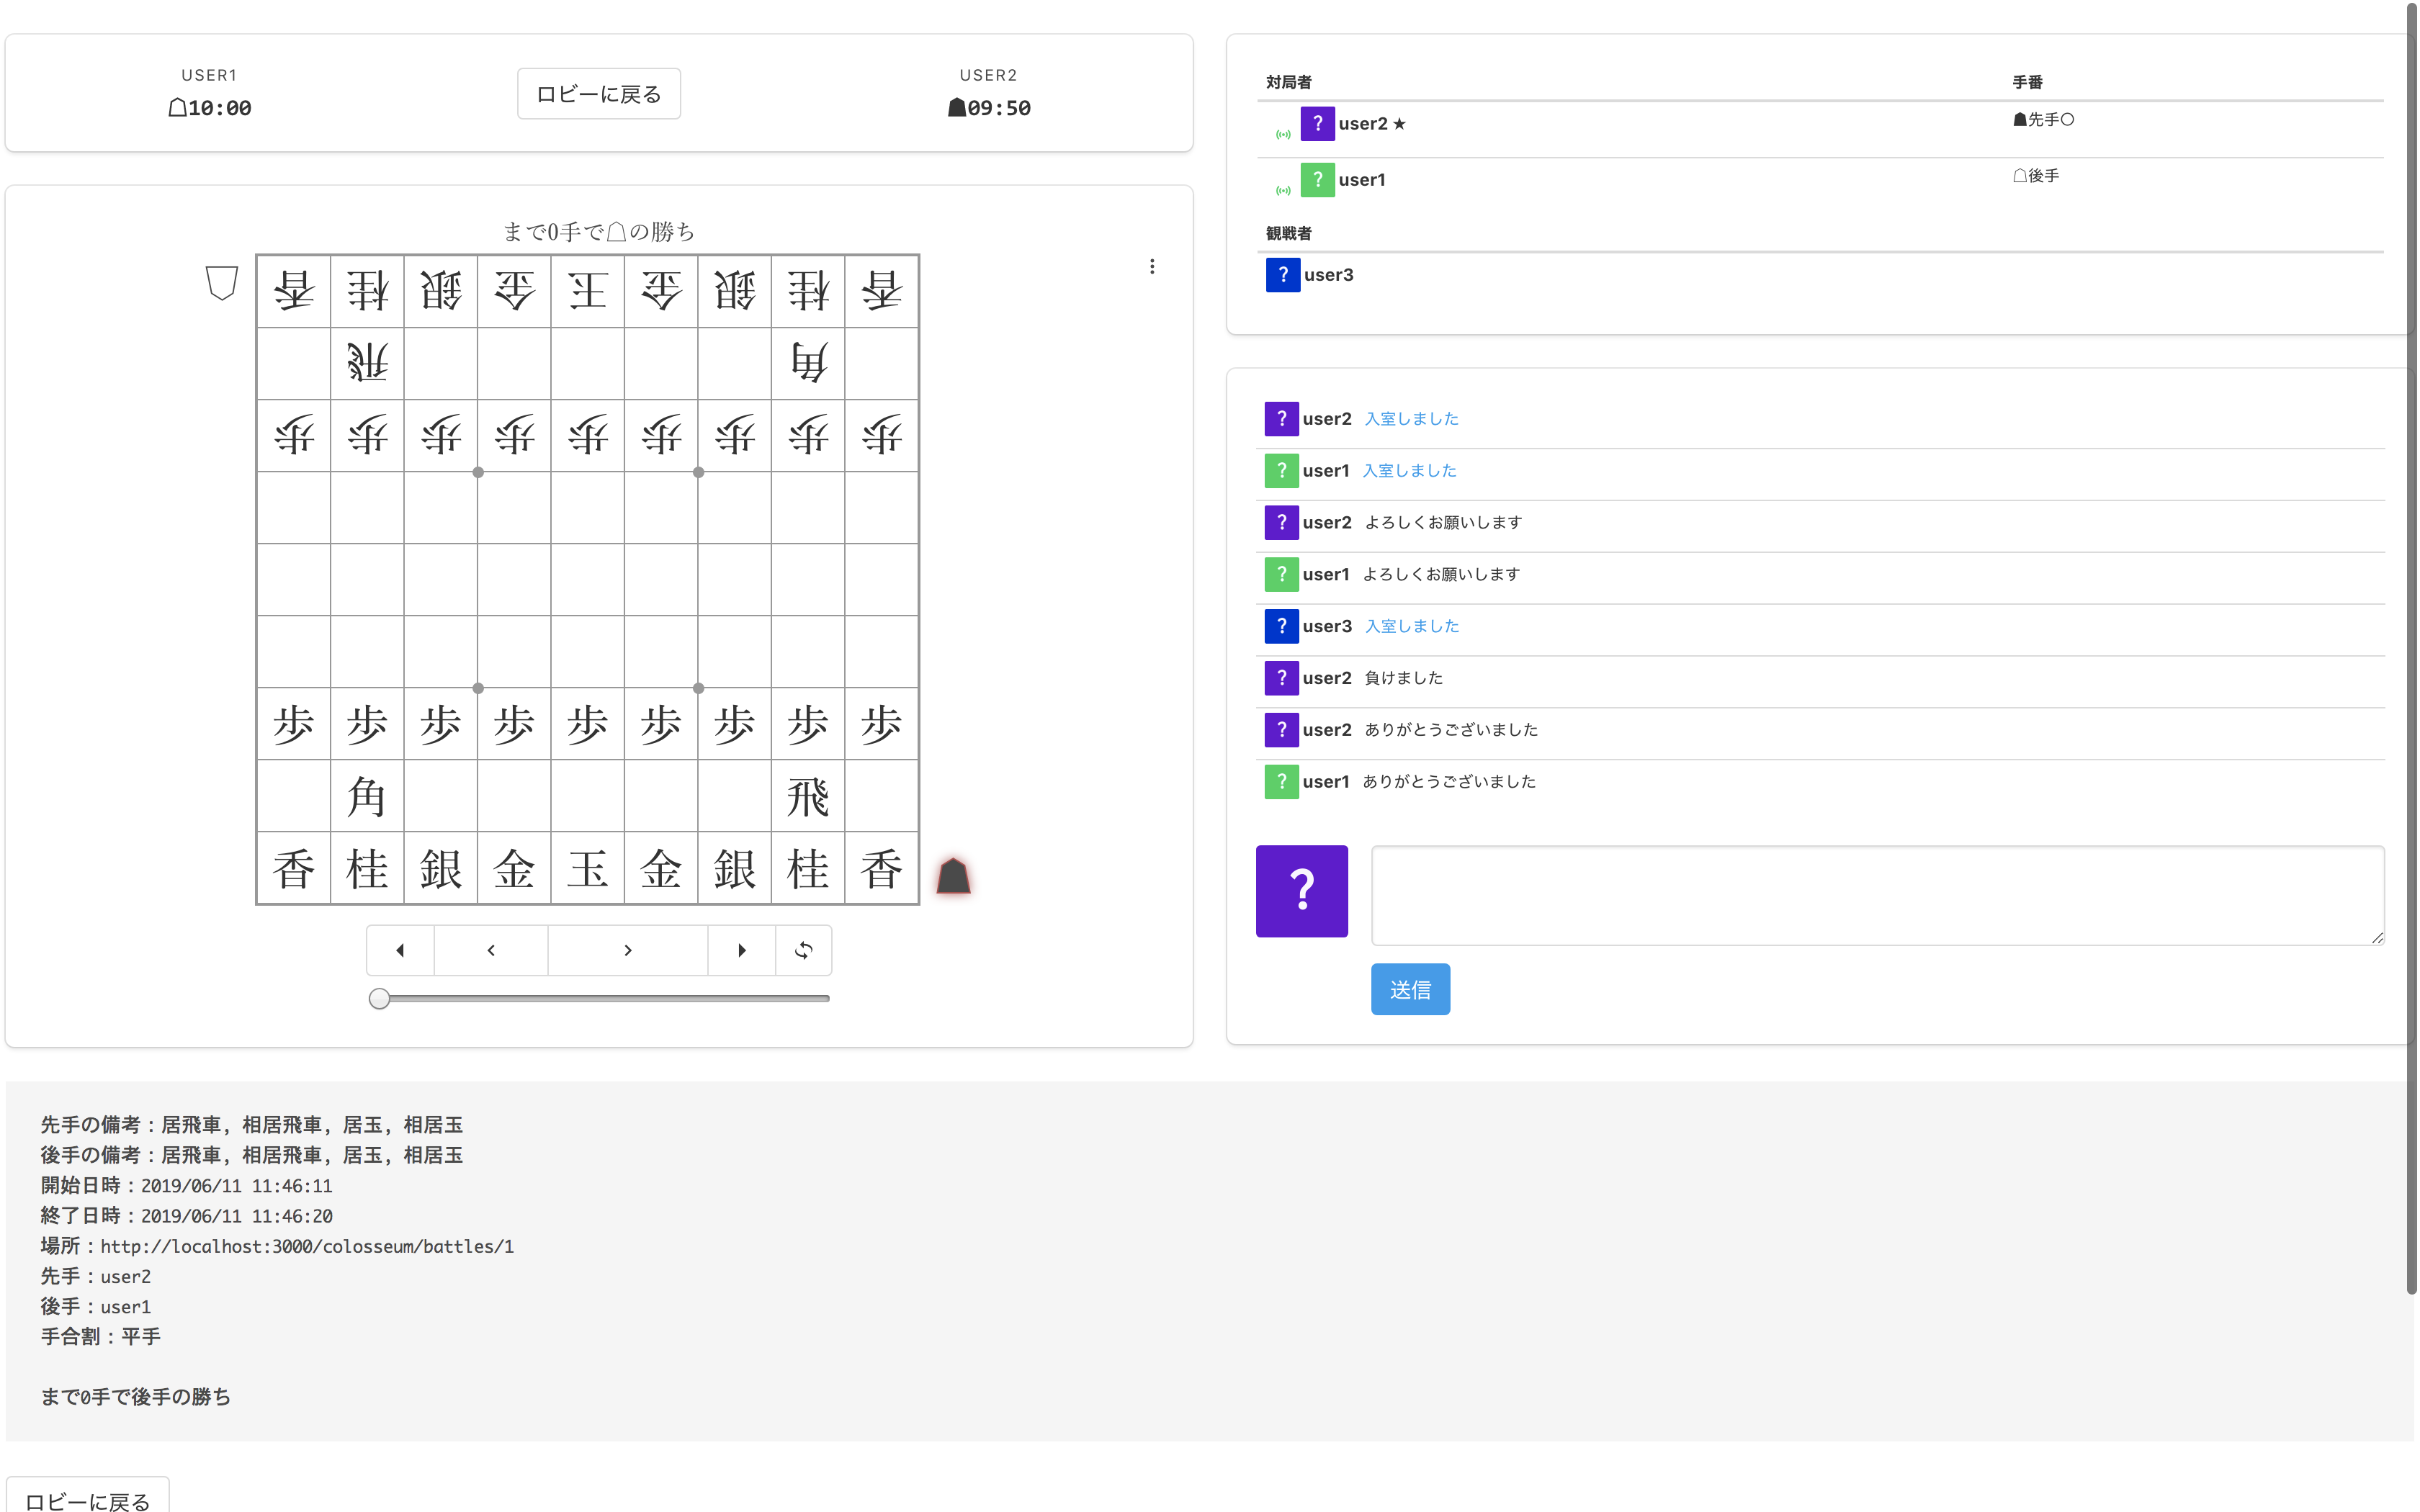 USER1
☖10:00
ロビーに戻る
USER2
☗09:50
まで0手で☖の勝ち
香 桂 銀 金 王 金 銀 桂 香
飛 角
歩 歩 歩 歩 歩 歩 歩 歩 歩
歩 歩 歩 歩 歩 歩 歩 歩 歩
角 飛
香 桂 銀 金 玉 金 銀 桂 香
対局者 手番
? user2 ★ ☗先手○
? user1 ☖後手
観戦者
? user3
? user2 入室しました
? user1 入室しました
? user2 よろしくお願いします
? user1 よろしくお願いします
? user3 入室しました
? user2 負けました
? user2 ありがとうございました
? user1 ありがとうございました
?
送信
先手の備考：居飛車, 相居飛車, 居玉, 相居玉
後手の備考：居飛車, 相居飛車, 居玉, 相居玉
開始日時：2019/06/11 11:46:11
終了日時：2019/06/11 11:46:20
場所：http://localhost:3000/colosseum/battles/1
先手：user2
後手：user1
手合割：平手
まで0手で後手の勝ち
ロビーに戻る